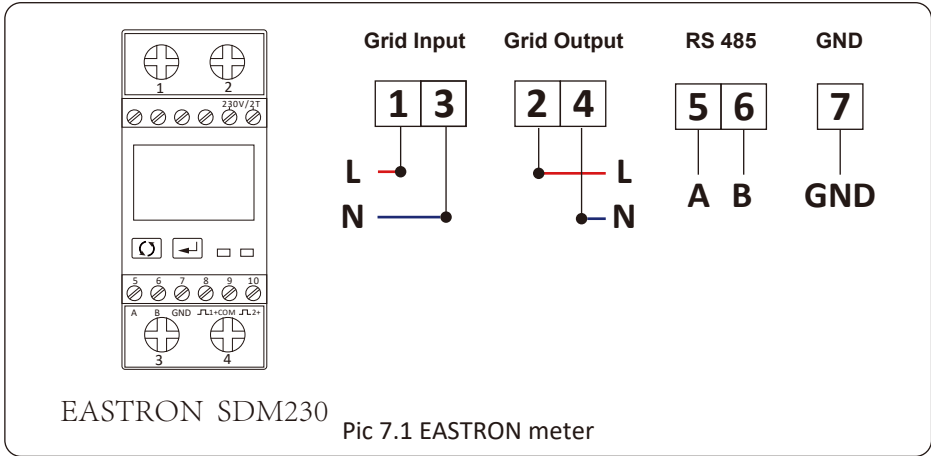 1 2
230V/2T
5 6 7 8 9 10
A B GND 1+COM 2+
3 4
EASTRON SDM230
Grid Input Grid Output RS 485 GND
1 3 2 4 5 6 7
L L
N N
A B GND
Pic 7.1 EASTRON meter